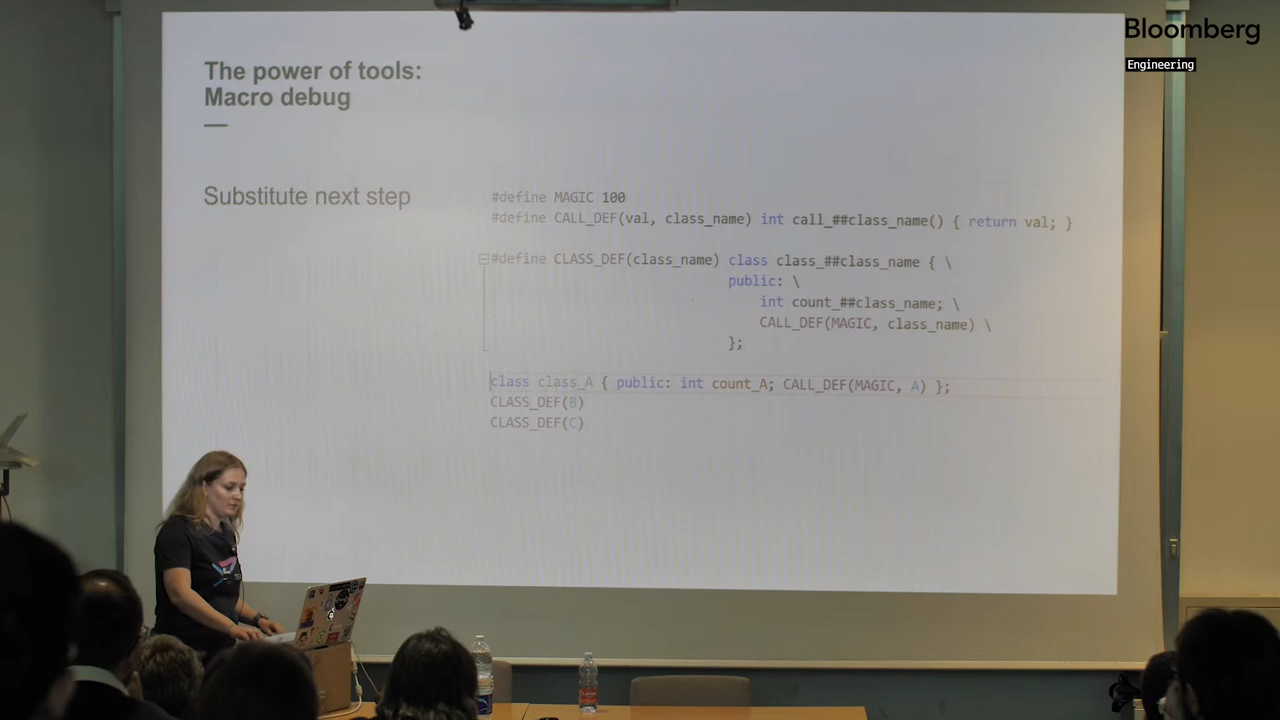 Bloomberg
Engineering
The power of tools:
Macro debug
Substitute next step
#define MAGIC 100
#define CALL_DEF(val, class_name) int call_##class_name() { return val; }
#define CLASS_DEF(class_name) class class_##class_name { \
public: \
int count_##class_name; \
CALL_DEF(MAGIC, class_name) \
};
class class_A { public: int count_A; CALL_DEF(MAGIC, A) };
CLASS_DEF(B)
CLASS_DEF(C)